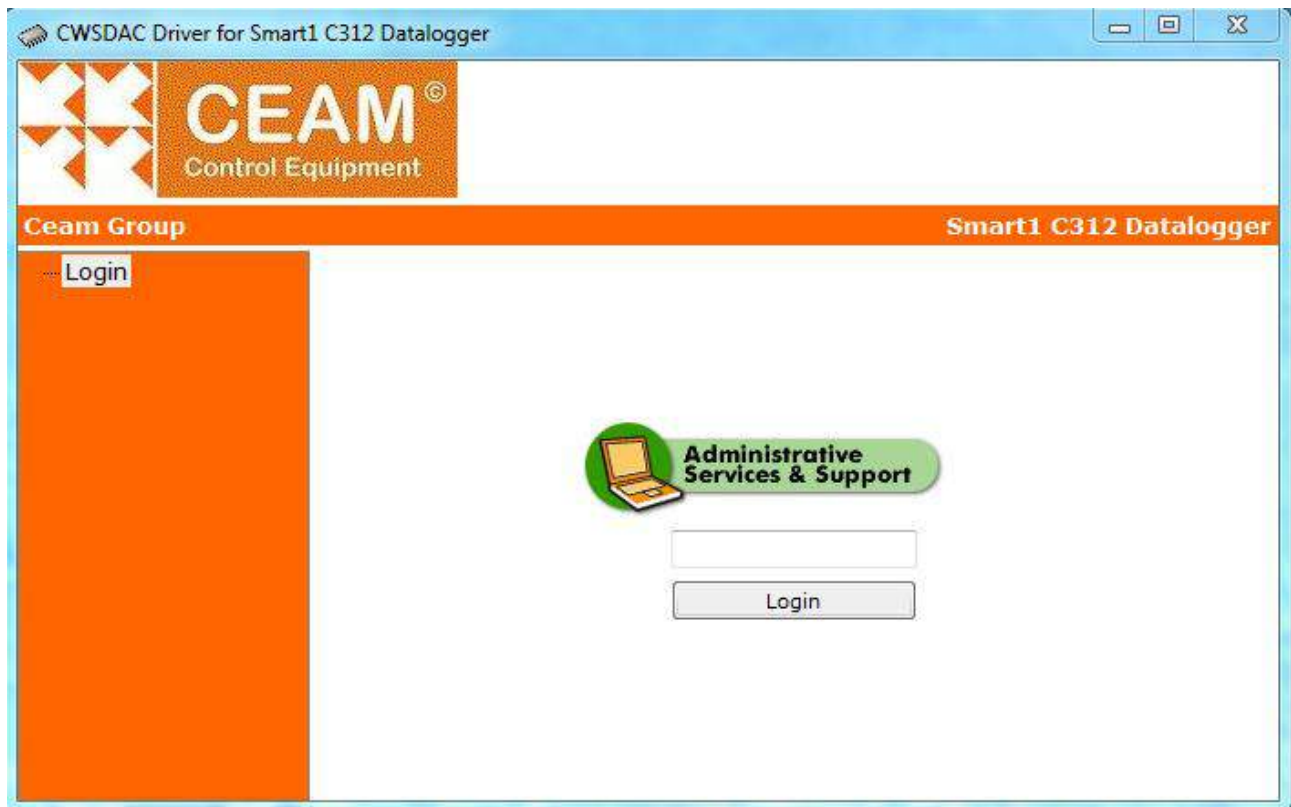 CWSDAC Driver for Smart1 C312 Datalogger
CEAM©
Control Equipment
Ceam Group
Smart1 C312 Datalogger
Login
Administrative
Services & Support
Login